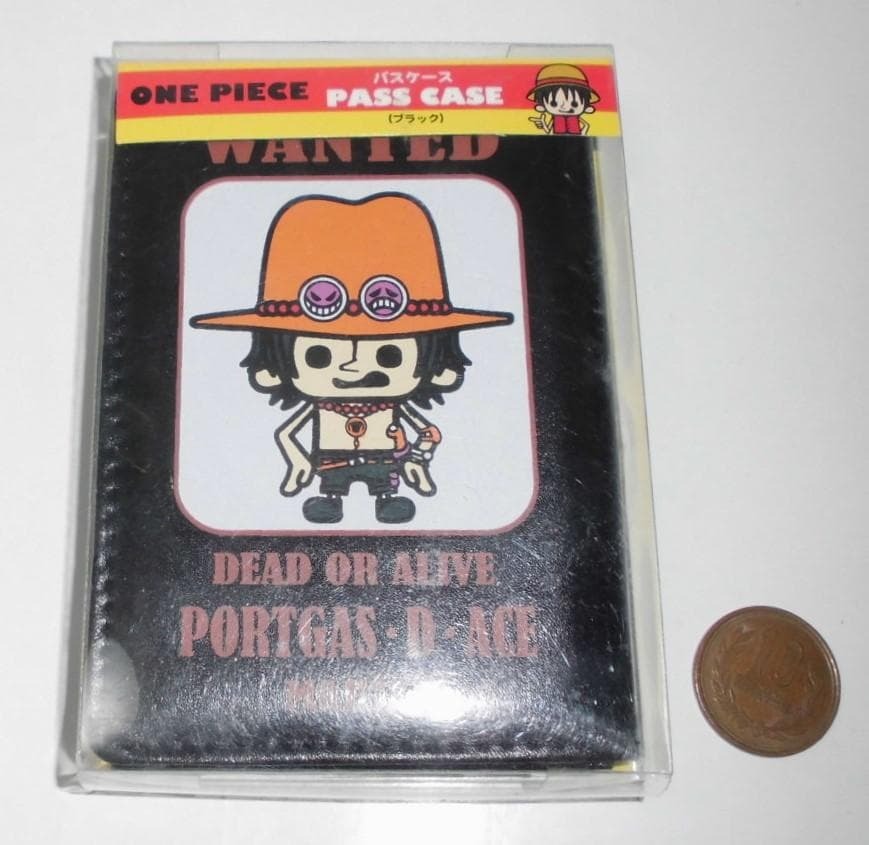 ONE PIECE
パスケース
PASS CASE
(ブラック)
WANTED
DEAD OR ALIVE
PORTGAS・D・ACE
10